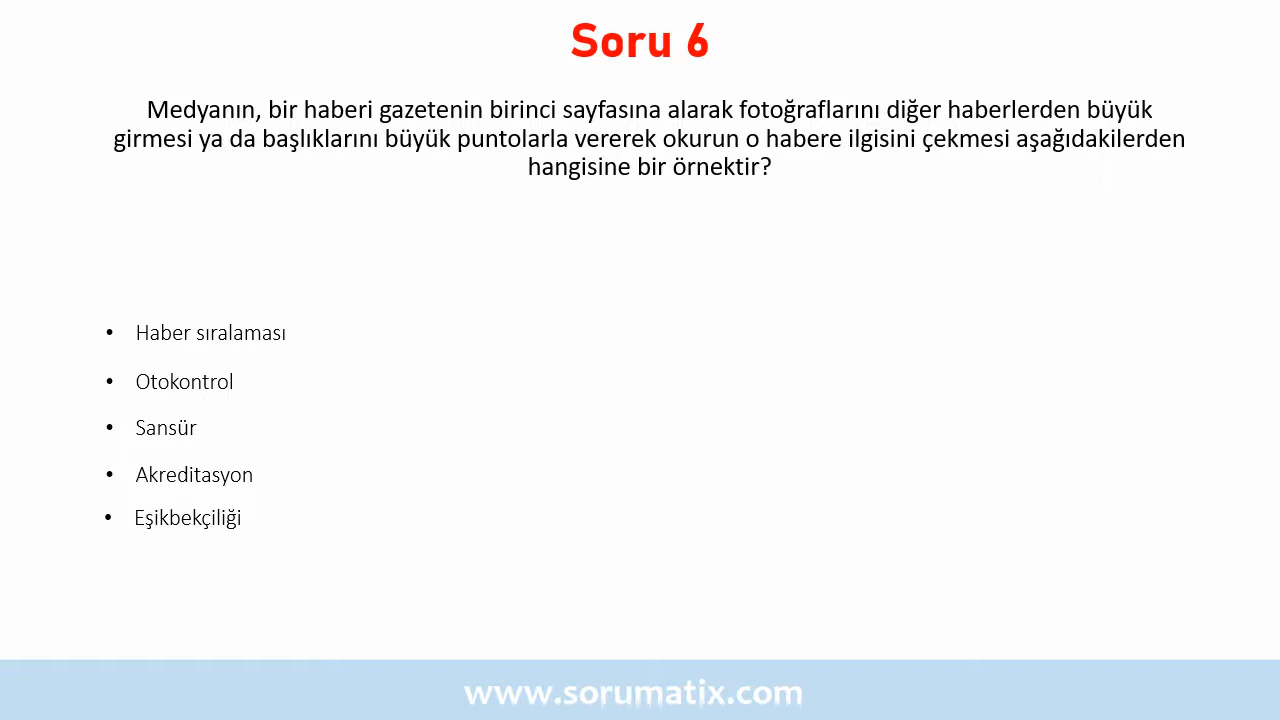 Soru 6
Medyanın, bir haberi gazetenin birinci sayfasına alarak fotoğraflarını diğer haberlerden büyük
girmesi ya da başlıklarını büyük puntolarla vererek okurun o habere ilgisini çekmesi aşağıdakilerden
hangisine bir örnektir?
• Haber sıralaması
• Otokontrol
• Sansür
• Akreditasyon
• Eşikbekçiliği
www.sorumatix.com